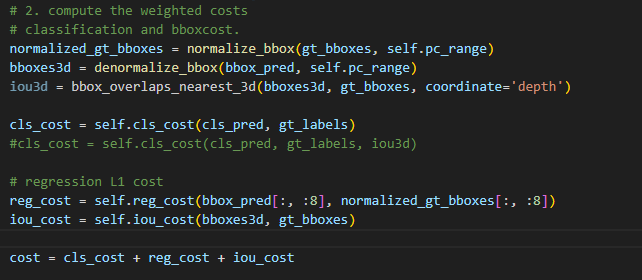 # 2. compute the weighted costs
# classification and bboxcost.
normalized_gt_bboxes = normalize_bbox(gt_bboxes, self.pc_range)
bboxes3d = denormalize_bbox(bbox_pred, self.pc_range)
iou3d = bbox_overlaps_nearest_3d(bboxes3d, gt_bboxes, coordinate='depth')
cls_cost = self.cls_cost(cls_pred, gt_labels)
#cls_cost = self.cls_cost(cls_pred, gt_labels, iou3d)
# regression L1 cost
reg_cost = self.reg_cost(bbox_pred[:, :8], normalized_gt_bboxes[:, :8])
iou_cost = self.iou_cost(bboxes3d, gt_bboxes)
cost = cls_cost + reg_cost + iou_cost